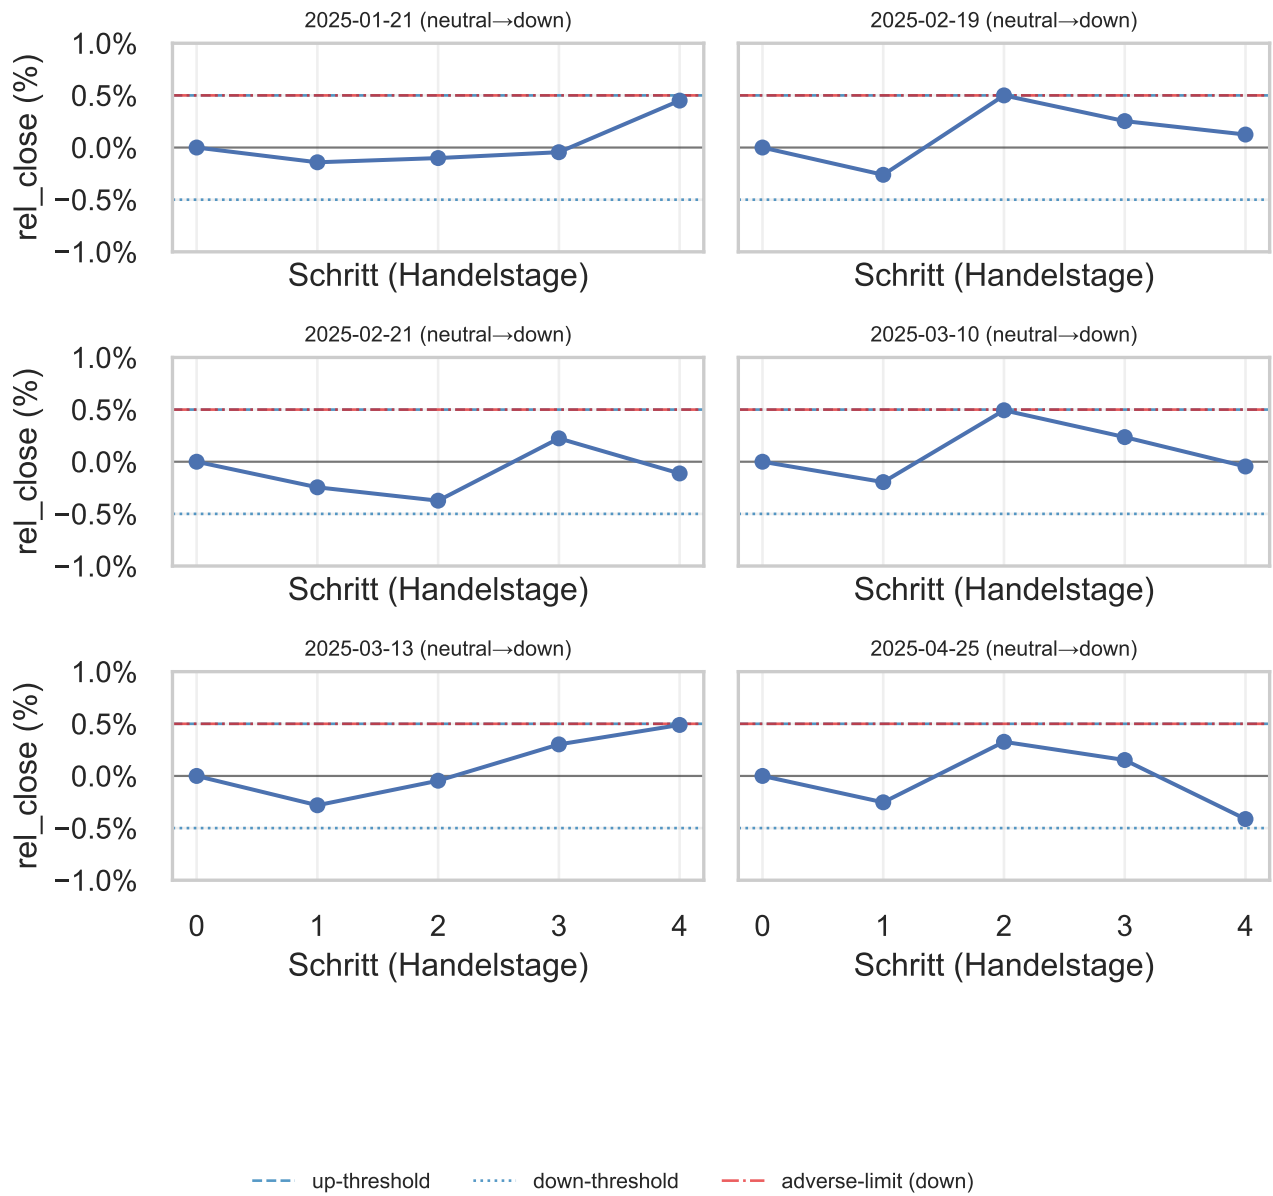 2025-01-21 (neutral→down)
2025-02-19 (neutral→down)
rel_close (%)
1.0%
0.5%
0.0%
−0.5%
−1.0%
Schritt (Handelstage)
Schritt (Handelstage)
2025-02-21 (neutral→down)
2025-03-10 (neutral→down)
rel_close (%)
1.0%
0.5%
0.0%
−0.5%
−1.0%
Schritt (Handelstage)
Schritt (Handelstage)
2025-03-13 (neutral→down)
2025-04-25 (neutral→down)
rel_close (%)
1.0%
0.5%
0.0%
−0.5%
−1.0%
0 1 2 3 4
0 1 2 3 4
Schritt (Handelstage)
Schritt (Handelstage)
up-threshold
down-threshold
adverse-limit (down)